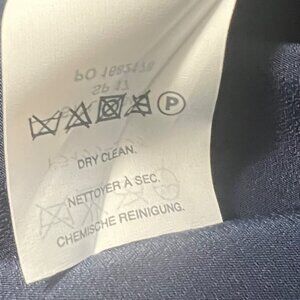 P
DRY CLEAN.
NETTOYER À SEC.
CHEMISCHE REINIGUNG.